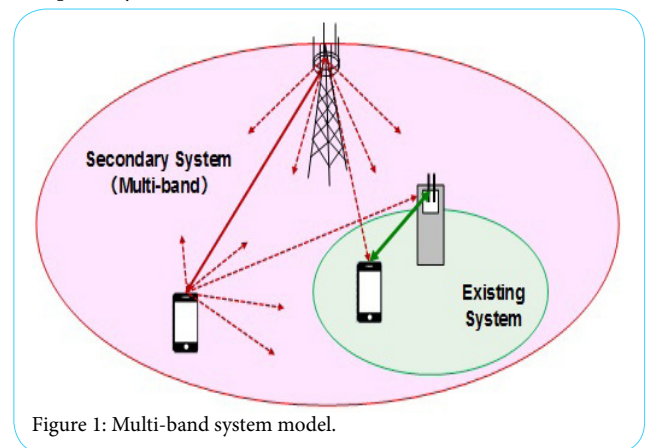 Secondary System
(Multi-band)
Existing
System
Figure 1: Multi-band system model.